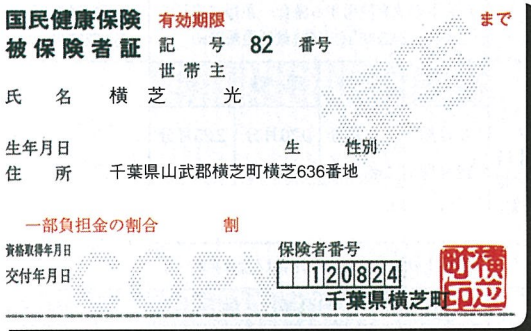 国民健康保険 有効期限 まで
被保険者証 記号 82 番号
世帯主
氏名 横芝 光
生年月日 生 性別
住所 千葉県山武郡横芝町横芝636番地
一部負担金の割合 割
資格取得年月日 保険者番号
交付年月日 120824
千葉県横芝町
横芝町印
COPY